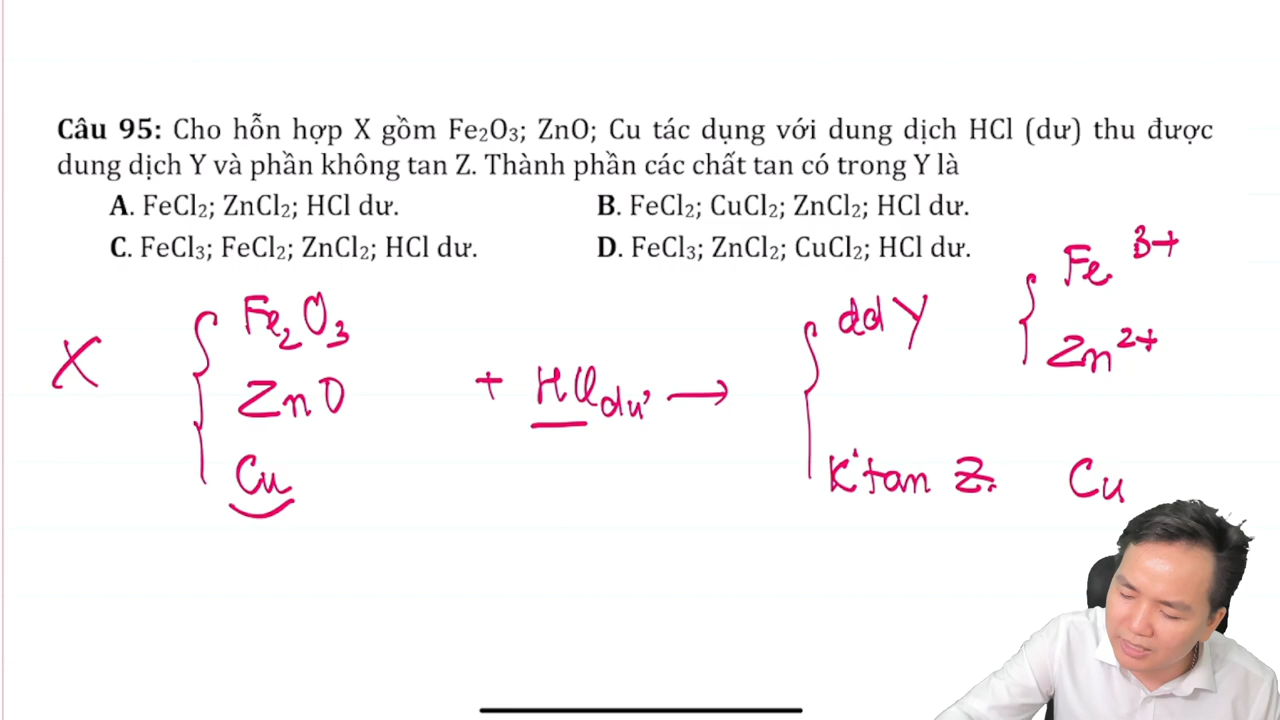 Câu 95: Cho hỗn hợp X gồm Fe₂O₃; ZnO; Cu tác dụng với dung dịch HCl (dư) thu được
dung dịch Y và phần không tan Z. Thành phần các chất tan có trong Y là
A. FeCl₂; ZnCl₂; HCl dư.
B. FeCl₂; CuCl₂; ZnCl₂; HCl dư.
C. FeCl₃; FeCl₂; ZnCl₂; HCl dư.
D. FeCl₃; ZnCl₂; CuCl₂; HCl dư.
X { Fe₂O₃
ZnO
Cu
+ HCl dư →
{ dd Y { Fe³⁺
Zn²⁺
K' tan Z. Cu